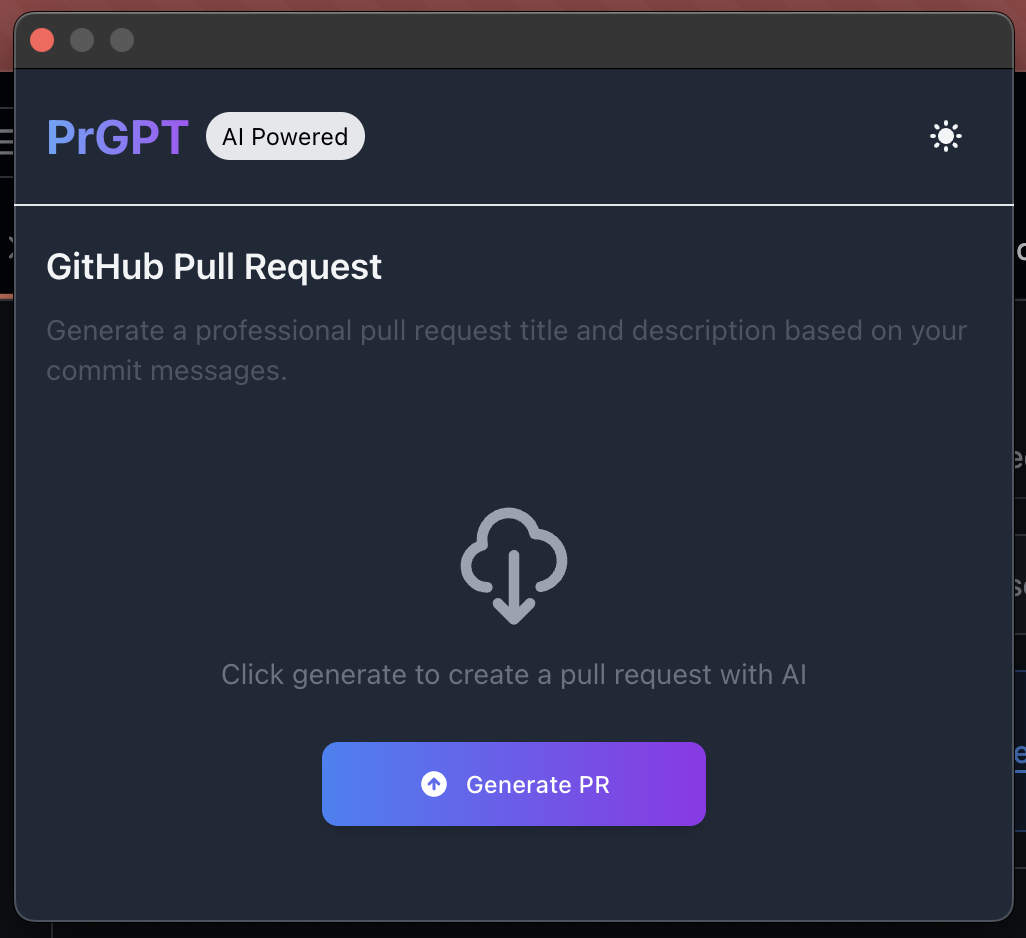 PrGPT
AI Powered
GitHub Pull Request
Generate a professional pull request title and description based on your
commit messages.
Click generate to create a pull request with AI
Generate PR